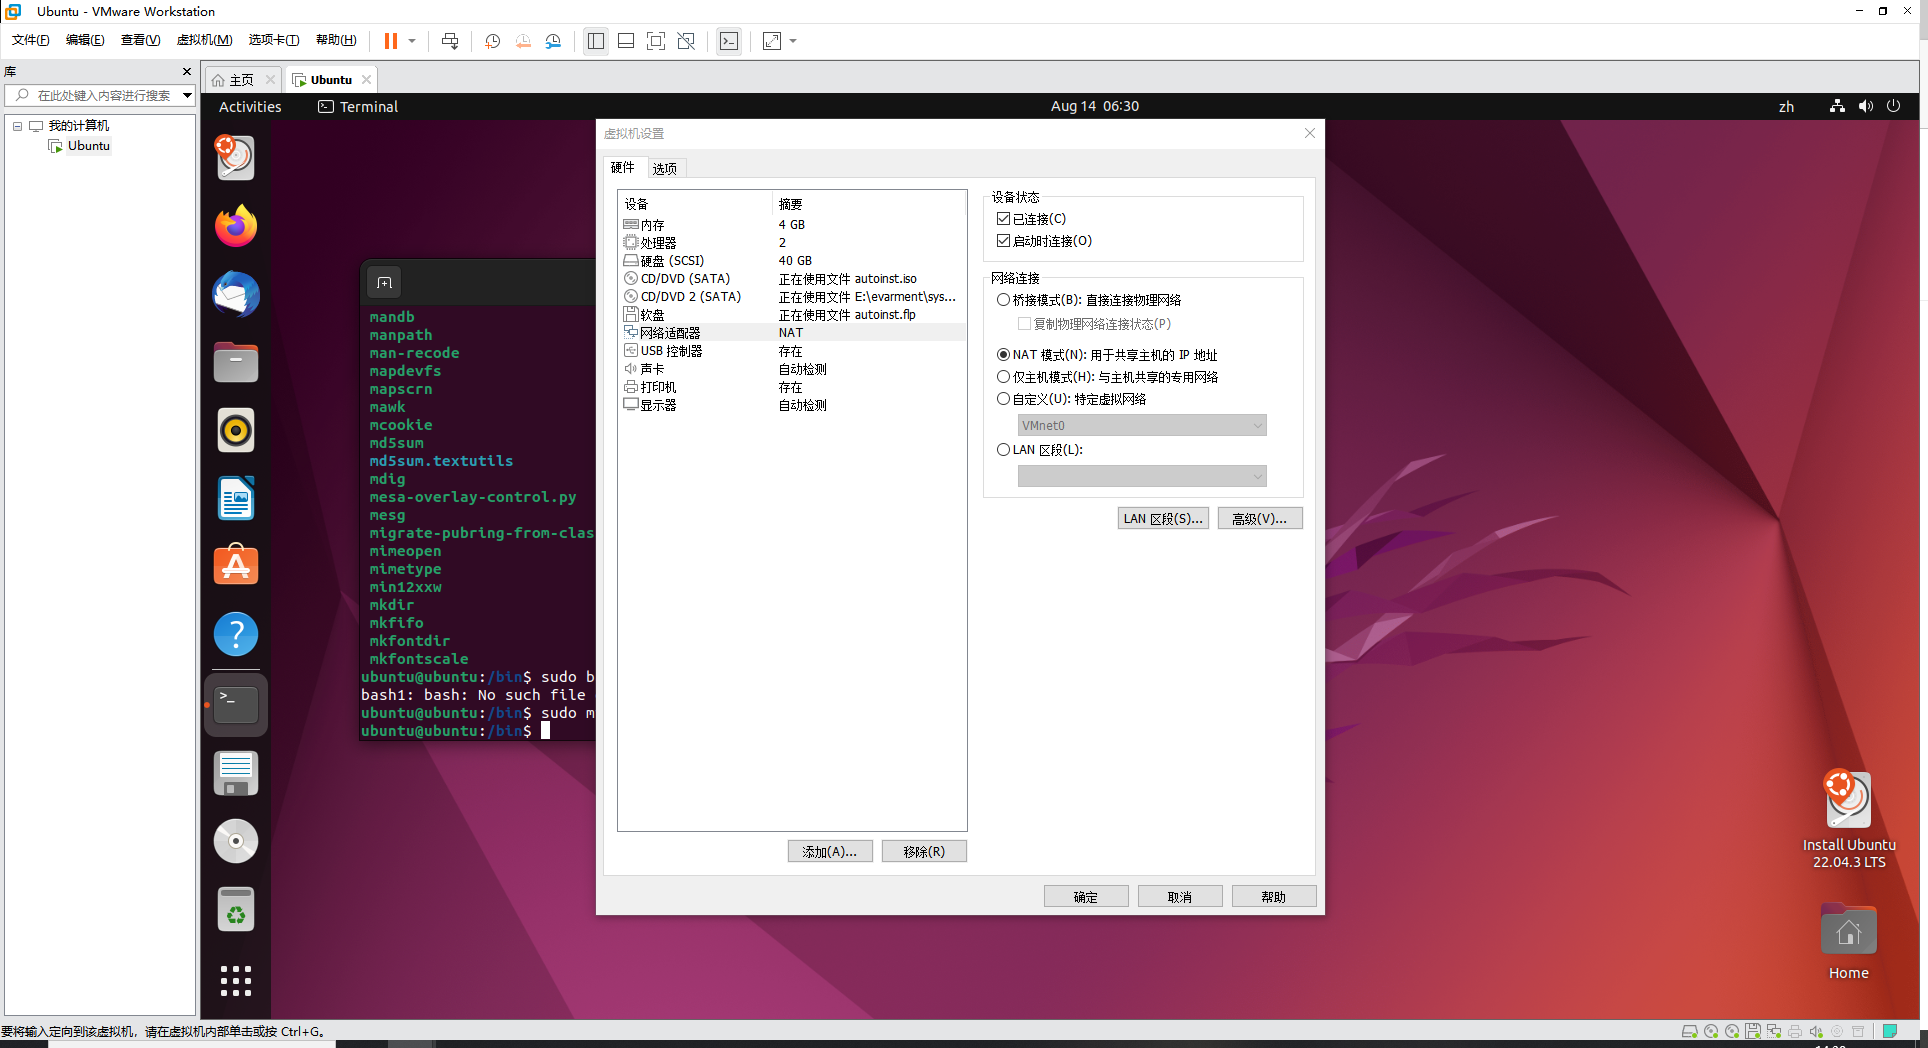 Ubuntu - VMware Workstation
文件(F) 编辑(E) 查看(V) 虚拟机(M) 选项卡(T) 帮助(H)
库
在此处键入内容进行搜索
我的计算机
Ubuntu
主页
Ubuntu
Activities
Terminal
Aug 14 06:30
zh
mandb
manpath
man-recode
mapdevfs
mapscrn
mawk
mcookie
md5sum
md5sum.textutils
mdig
mesa-overlay-control.py
mesg
migrate-pubring-from-clas
mimeopen
mimetype
min12xxw
mkdir
mkfifo
mkfontdir
mkfontscale
ubuntu@ubuntu:/bin$ sudo b
bash1: bash: No such file
ubuntu@ubuntu:/bin$ sudo m
ubuntu@ubuntu:/bin$
虚拟机设置
硬件 选项
设备 摘要
内存 4 GB
处理器 2
硬盘 (SCSI) 40 GB
CD/DVD (SATA) 正在使用文件 autoinst.iso
CD/DVD 2 (SATA) 正在使用文件 E:\evarment\sys...
软盘 正在使用文件 autoinst.flp
网络适配器 NAT
USB 控制器 存在
声卡 自动检测
打印机 存在
显示器 自动检测
添加(A)... 移除(R)
设备状态
已连接(C)
启动时连接(O)
网络连接
桥接模式(B): 直接连接物理网络
复制物理网络连接状态(P)
NAT 模式(N): 用于共享主机的 IP 地址
仅主机模式(H): 与主机共享的专用网络
自定义(U): 特定虚拟网络
VMnet0
LAN 区段(L):
LAN 区段(S)... 高级(V)...
确定 取消 帮助
Install Ubuntu
22.04.3 LTS
Home
要将输入定向到该虚拟机，请在虚拟机内部单击或按 Ctrl+G。